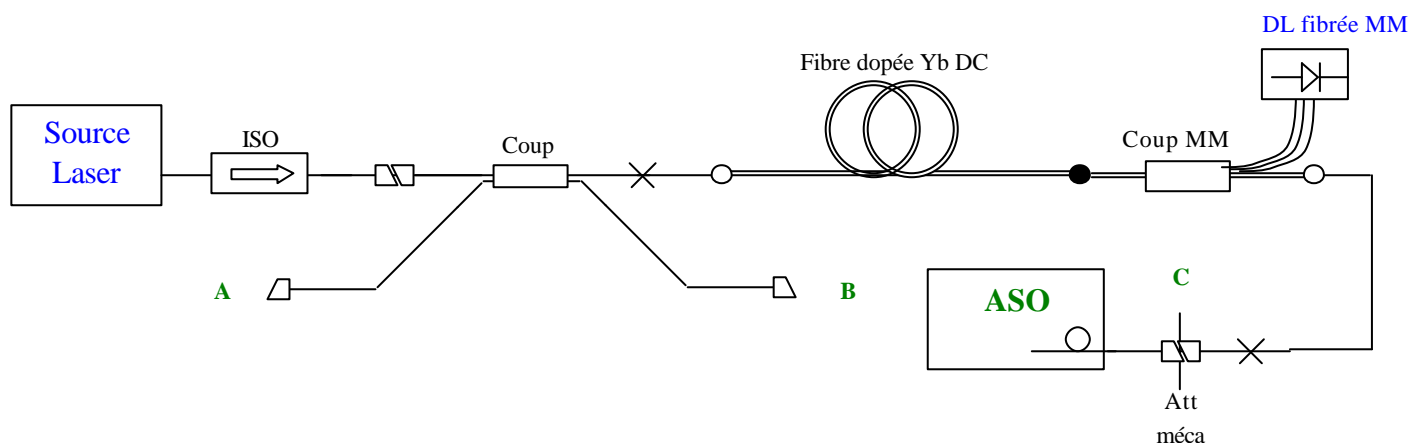 DL fibrée MM
Fibre dopée Yb DC
Source
Laser
ISO
Coup
Coup MM
A
B
C
ASO
Att
méca